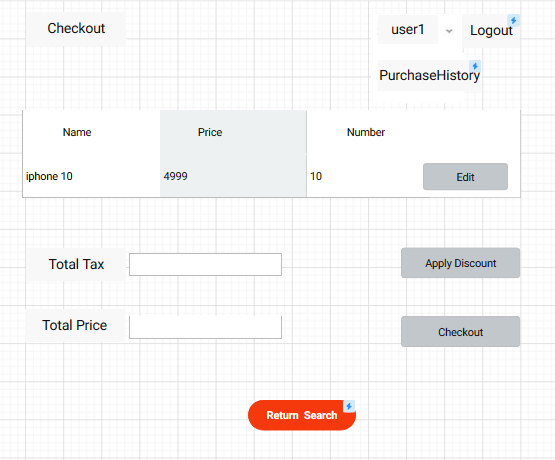 Checkout
user1 Logout
PurchaseHistory
Name Price Number
iphone 10 4999 10 Edit
Total Tax Apply Discount
Total Price Checkout
Return Search